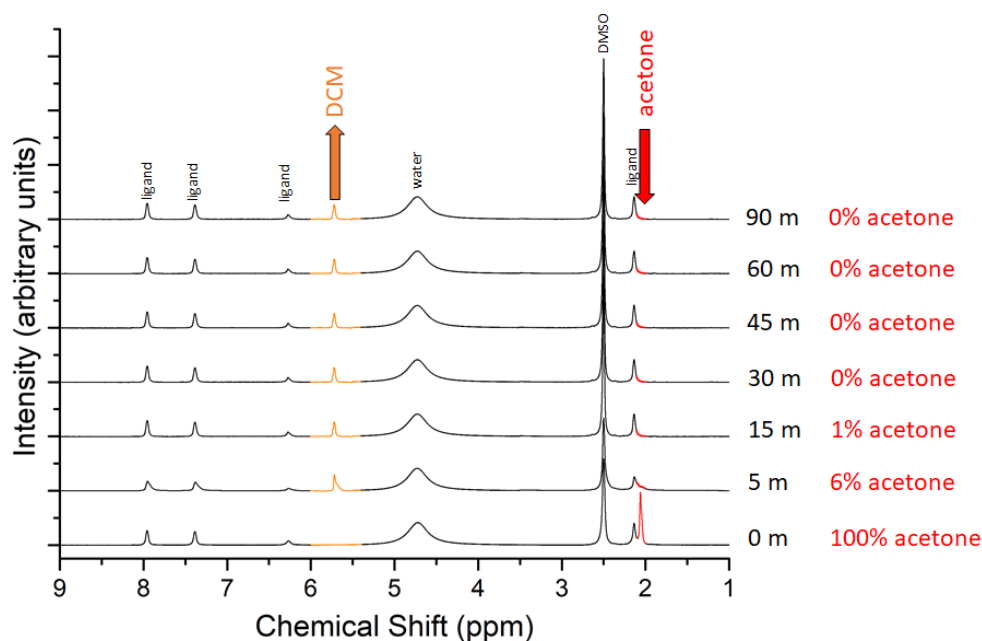 DMSO
DCM
acetone
ligand
ligand
ligand
water
ligand
Intensity (arbitrary units)
90 m 0% acetone
60 m 0% acetone
45 m 0% acetone
30 m 0% acetone
15 m 1% acetone
5 m 6% acetone
0 m 100% acetone
9 8 7 6 5 4 3 2 1
Chemical Shift (ppm)